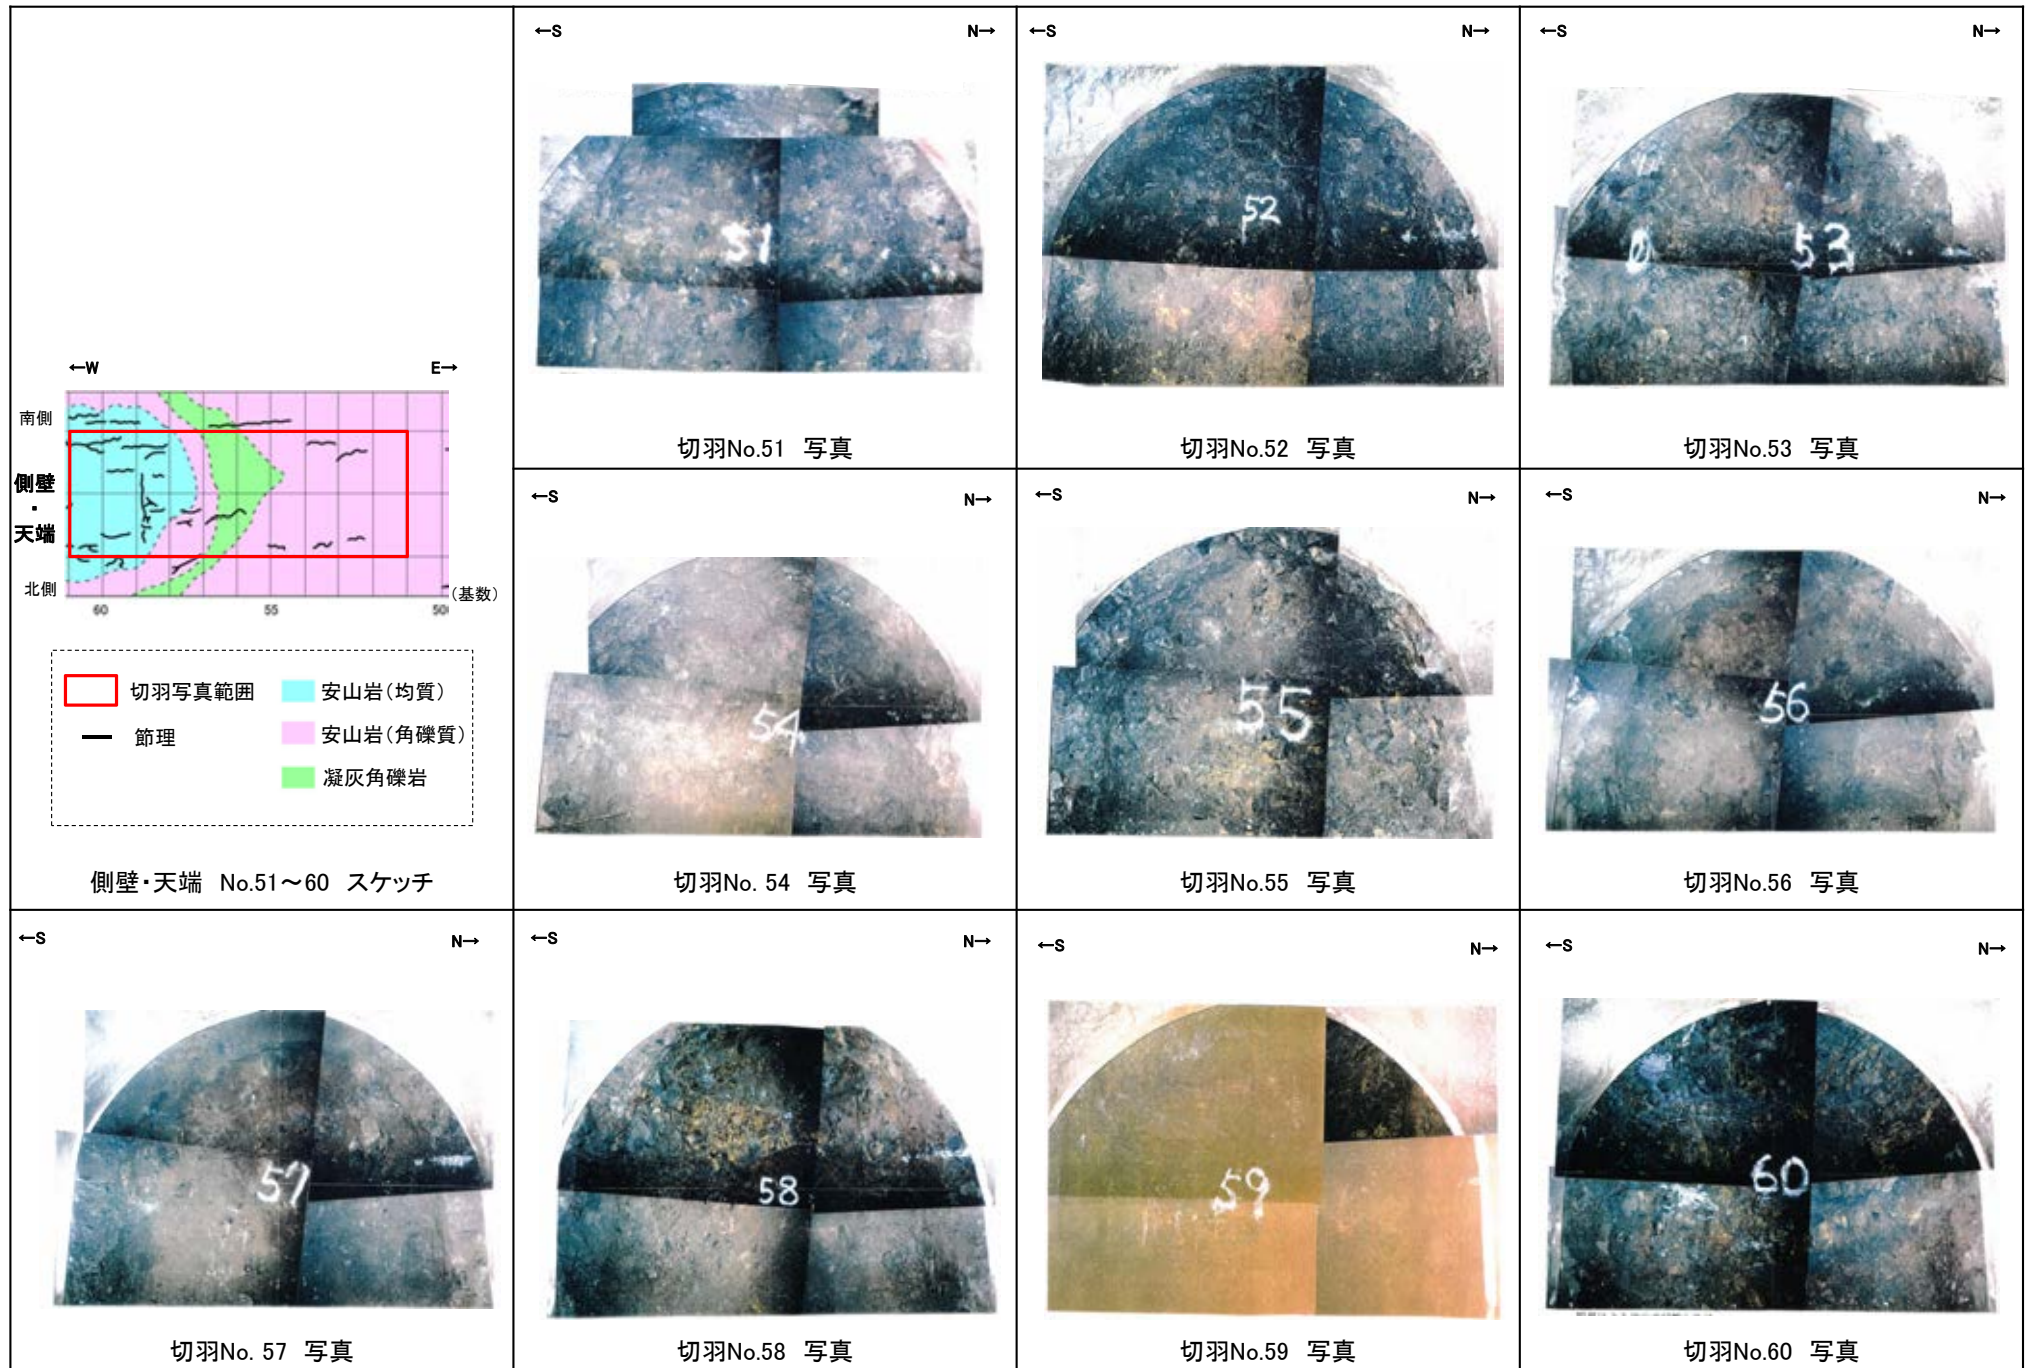 ←S N→
51
切羽No.51 写真
←S N→
52
切羽No.52 写真
←S N→
53
切羽No.53 写真
←W E→
南側
側壁
・
天端
北側
(基数)
60 55 50
切羽写真範囲
節理
安山岩(均質)
安山岩(角礫質)
凝灰角礫岩
側壁・天端 No.51～60 スケッチ
←S N→
54
切羽No. 54 写真
←S N→
55
切羽No.55 写真
←S N→
56
切羽No.56 写真
←S N→
57
切羽No. 57 写真
←S N→
58
切羽No.58 写真
←S N→
59
切羽No.59 写真
←S N→
60
切羽No.60 写真